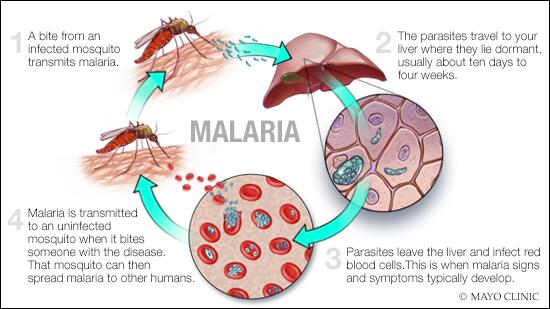 1 A bite from an
infected mosquito
transmits malaria.
2 The parasites travel to your
liver where they lie dormant,
usually about ten days to
four weeks.
MALARIA
4 Malaria is transmitted
to an uninfected
mosquito when it bites
someone with the disease.
That mosquito can then
spread malaria to other humans.
3 Parasites leave the liver and infect red
blood cells.This is when malaria signs
and symptoms typically develop.
© MAYO CLINIC